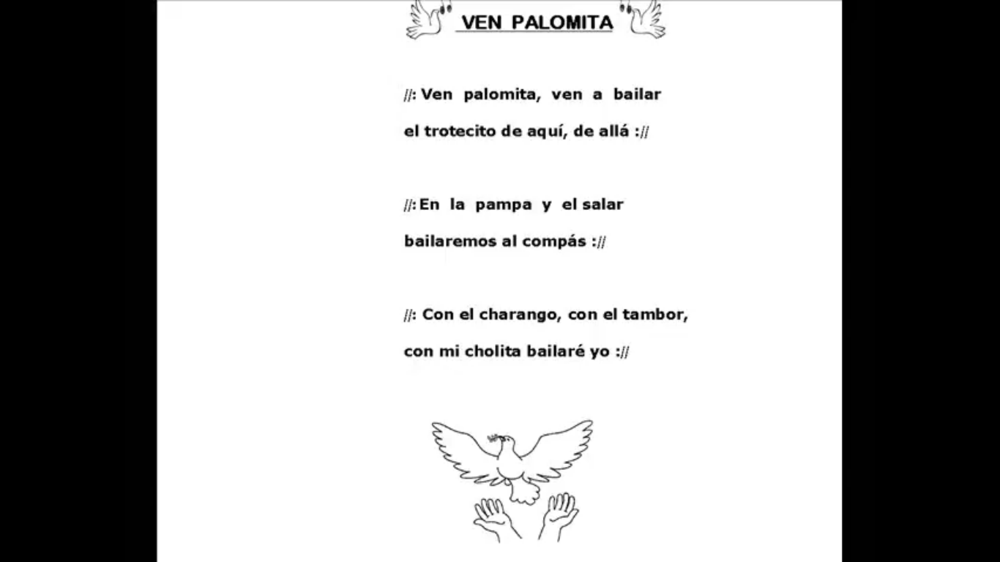 VEN PALOMITA
//: Ven palomita, ven a bailar
el trotecito de aquí, de allá ://
//: En la pampa y el salar
bailaremos al compás ://
//: Con el charango, con el tambor,
con mi cholita bailaré yo ://